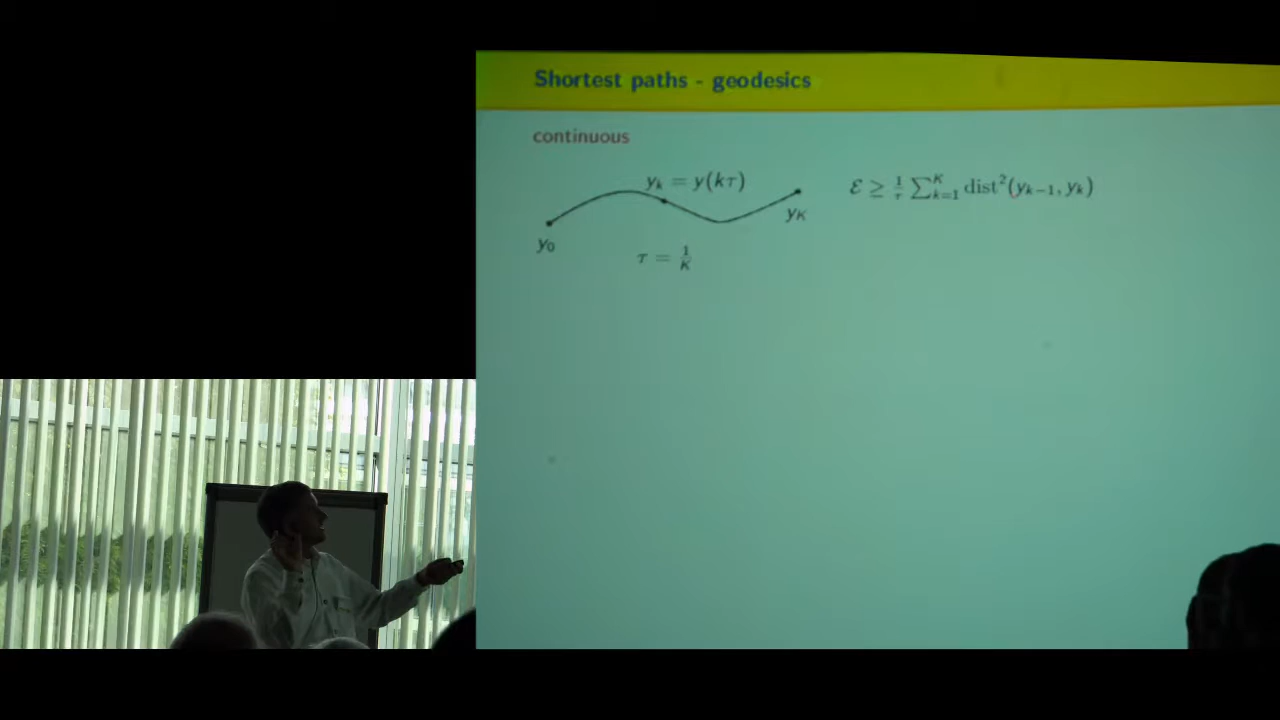 Shortest paths - geodesics
continuous
y_k = y(kτ)
y_0
y_K
τ = 1/K
ℰ ≥ 1/τ ∑_{k=1}^{K} dist²(y_{k−1}, y_k)